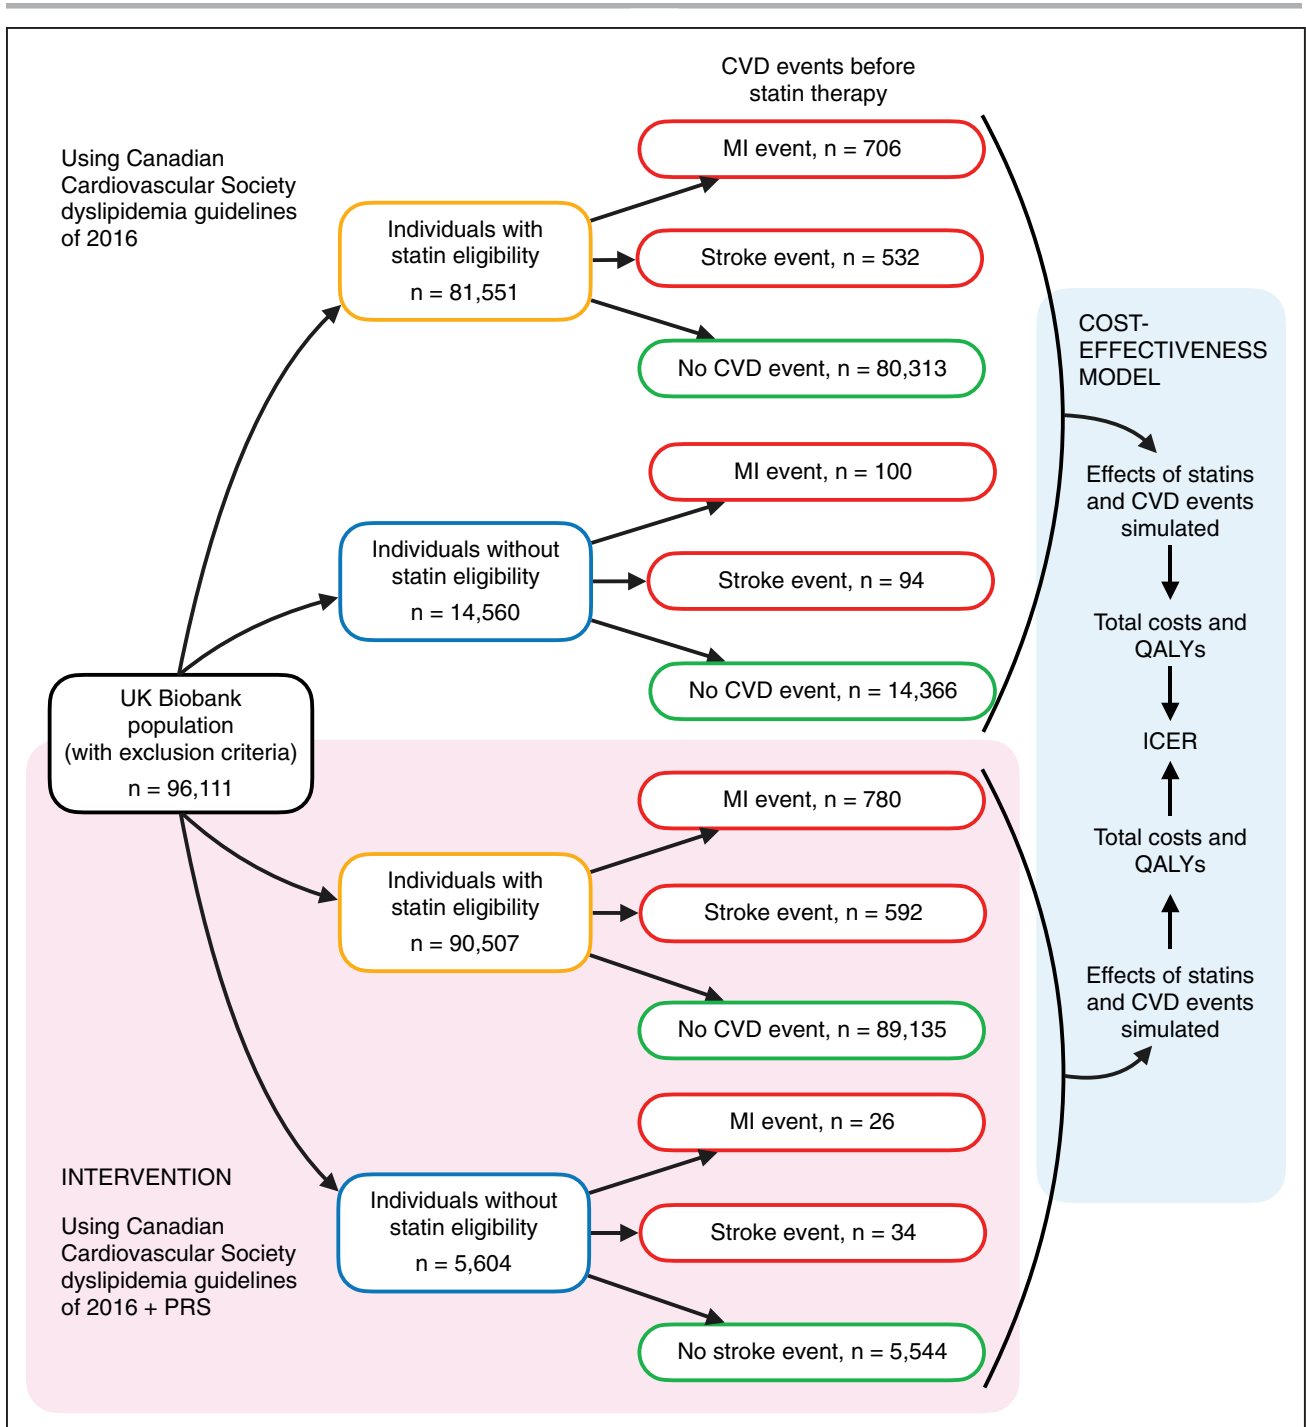 CVD events before
statin therapy
Using Canadian
Cardiovascular Society
dyslipidemia guidelines
of 2016
MI event, n = 706
Individuals with
statin eligibility
n = 81,551
Stroke event, n = 532
No CVD event, n = 80,313
MI event, n = 100
Individuals without
statin eligibility
n = 14,560
Stroke event, n = 94
No CVD event, n = 14,366
UK Biobank
population
(with exclusion criteria)
n = 96,111
MI event, n = 780
Individuals with
statin eligibility
n = 90,507
Stroke event, n = 592
No CVD event, n = 89,135
MI event, n = 26
INTERVENTION
Using Canadian
Cardiovascular Society
dyslipidemia guidelines
of 2016 + PRS
Individuals without
statin eligibility
n = 5,604
Stroke event, n = 34
No stroke event, n = 5,544
COST-
EFFECTIVENESS
MODEL
Effects of statins
and CVD events
simulated
Total costs and
QALYs
ICER
Total costs and
QALYs
Effects of statins
and CVD events
simulated